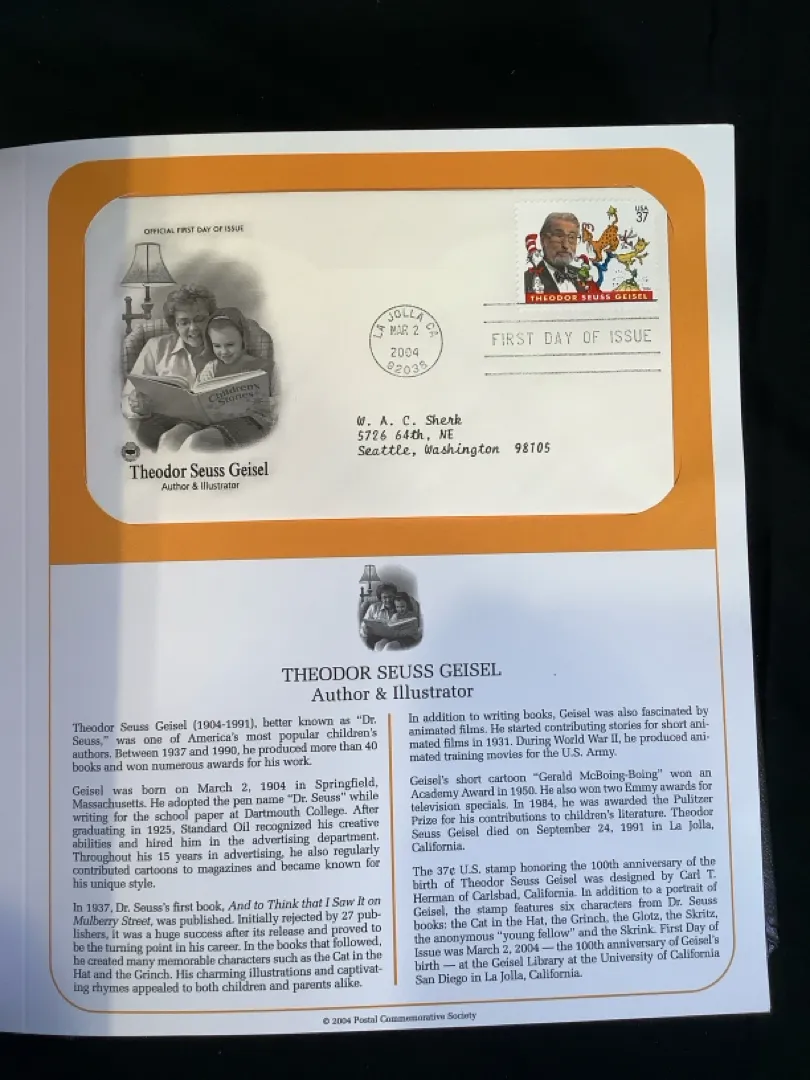 OFFICIAL FIRST DAY OF ISSUE
USA
37
THEODOR SEUSS GEISEL
LA JOLLA CA
MAR 2
2004
92038
FIRST DAY OF ISSUE
Children's
Stories
W. A. C. Sherk
5726 64th, NE
Seattle, Washington 98105
Theodor Seuss Geisel
Author & Illustrator
THEODOR SEUSS GEISEL
Author & Illustrator
Theodor Seuss Geisel (1904-1991), better known as "Dr.
Seuss," was one of America's most popular children's
authors. Between 1937 and 1990, he produced more than 40
books and won numerous awards for his work.
Geisel was born on March 2, 1904 in Springfield,
Massachusetts. He adopted the pen name "Dr. Seuss" while
writing for the school paper at Dartmouth College. After
graduating in 1925, Standard Oil recognized his creative
abilities and hired him in the advertising department.
Throughout his 15 years in advertising, he also regularly
contributed cartoons to magazines and became known for
his unique style.
In 1937, Dr. Seuss's first book, And to Think that I Saw It on
Mulberry Street, was published. Initially rejected by 27 pub-
lishers, it was a huge success after its release and proved to
be the turning point in his career. In the books that followed,
he created many memorable characters such as the Cat in the
Hat and the Grinch. His charming illustrations and captivat-
ing rhymes appealed to both children and parents alike.
In addition to writing books, Geisel was also fascinated by
animated films. He started contributing stories for short ani-
mated films in 1931. During World War II, he produced ani-
mated training movies for the U.S. Army.
Geisel's short cartoon "Gerald McBoing-Boing" won an
Academy Award in 1950. He also won two Emmy awards for
television specials. In 1984, he was awarded the Pulitzer
Prize for his contributions to children's literature. Theodor
Seuss Geisel died on September 24, 1991 in La Jolla,
California.
The 37¢ U.S. stamp honoring the 100th anniversary of the
birth of Theodor Seuss Geisel was designed by Carl T.
Herman of Carlsbad, California. In addition to a portrait of
Geisel, the stamp features six characters from Dr. Seuss
books: the Cat in the Hat, the Grinch, the Glotz, the Skritz,
the anonymous "young fellow" and the Skrink. First Day of
Issue was March 2, 2004 — the 100th anniversary of Geisel's
birth — at the Geisel Library at the University of California
San Diego in La Jolla, California.
© 2004 Postal Commemorative Society